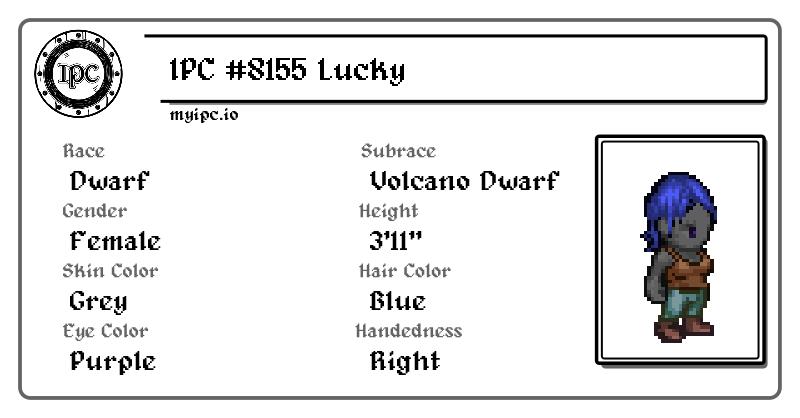 IPC
IPC #8155 Lucky
myipc.io
Race
Dwarf
Subrace
Volcano Dwarf
Gender
Female
Height
3'11"
Skin Color
Grey
Hair Color
Blue
Eye Color
Purple
Handedness
Right